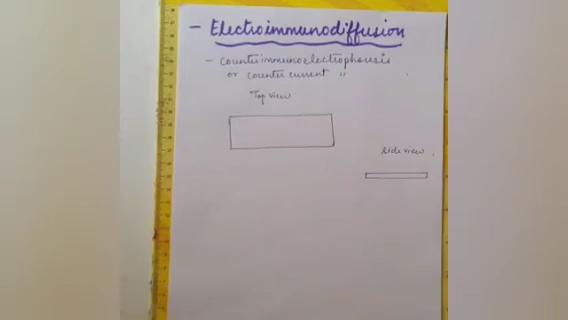 - Electroimmunodiffusion
- Counterimmunoelectrophoresis
or counter current "
Top view
Side view